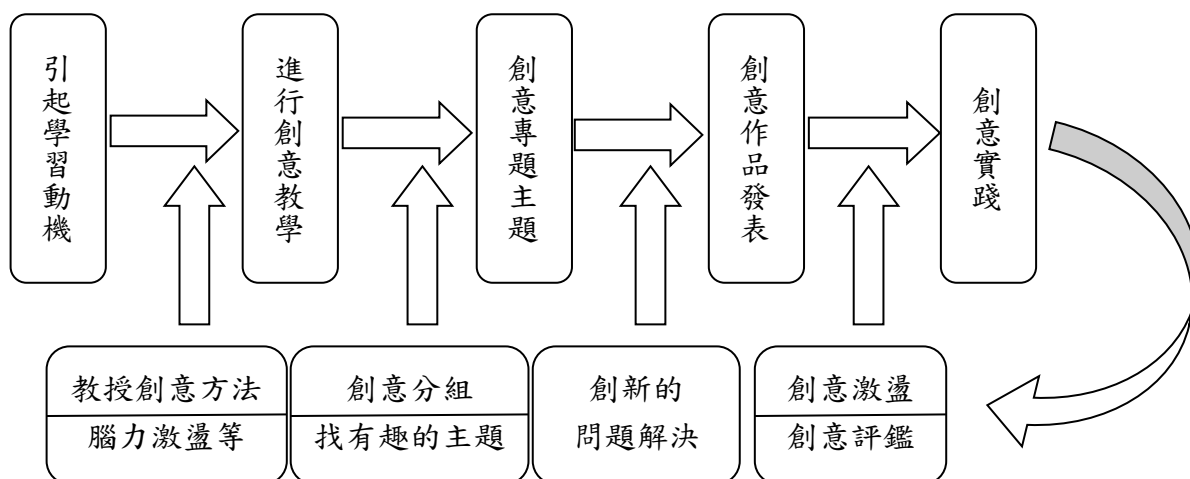 引起學習動機
進行創意教學
創意專題主題
創意作品發表
創意實踐
教授創意方法
腦力激盪等
創意分組
找有趣的主題
創新的
問題解決
創意激盪
創意評鑑